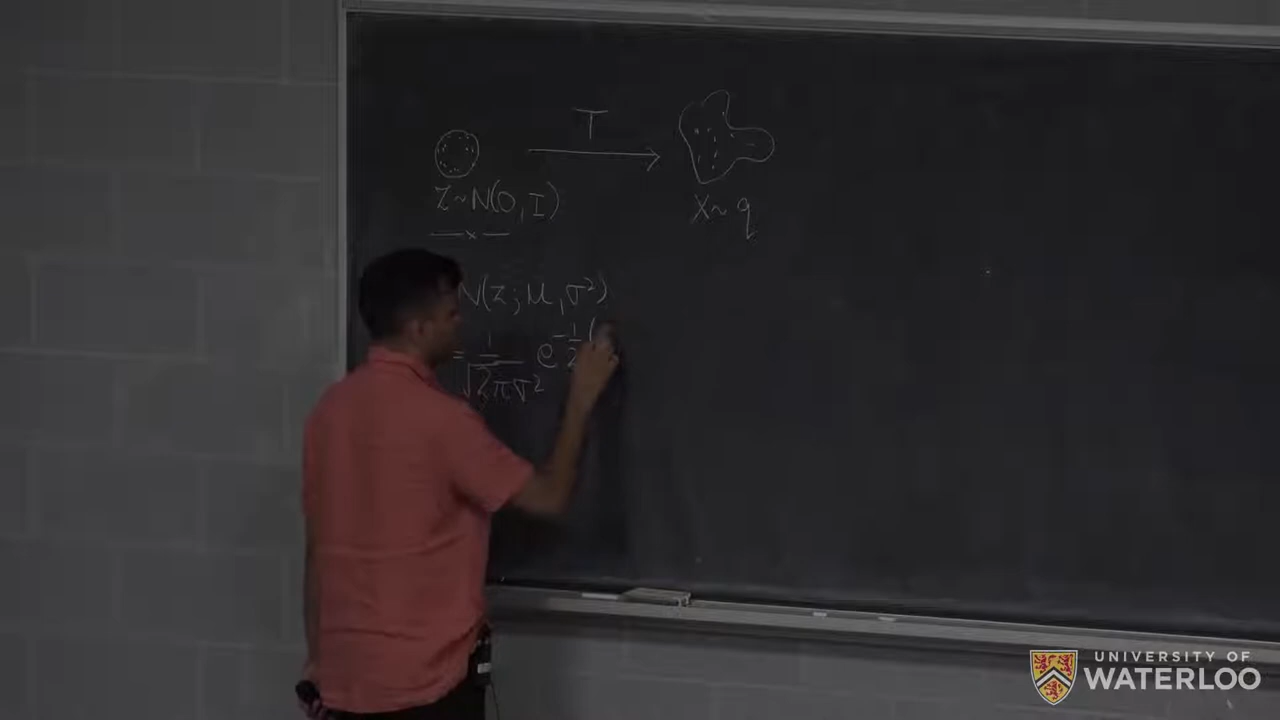 T
Z~N(0,I)
X~q
N(z;μ,σ²)
= 1/√2πσ² e^-1/2(
UNIVERSITY OF
WATERLOO